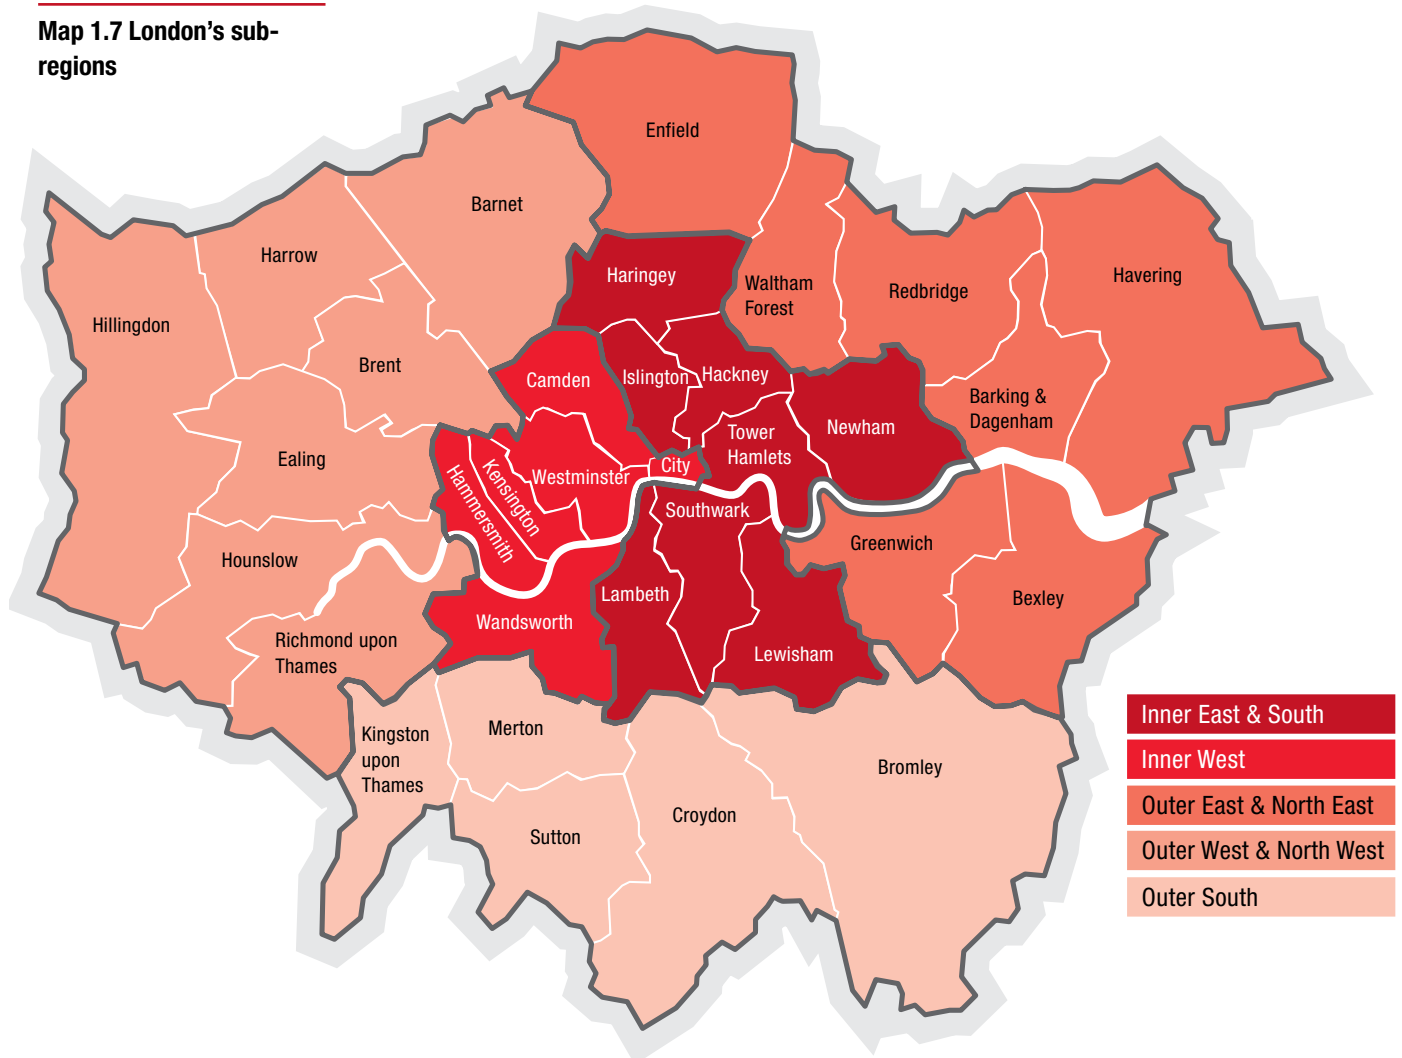 Map 1.7 London's sub-
regions
Enfield
Barnet
Harrow
Haringey
Waltham
Forest
Redbridge
Havering
Hillingdon
Brent
Camden
Islington
Hackney
Barking &
Dagenham
Newham
Tower
Hamlets
Ealing
City
Westminster
Kensington
Hammersmith
Southwark
Greenwich
Hounslow
Lambeth
Bexley
Wandsworth
Richmond upon
Thames
Lewisham
Kingston
upon
Thames
Merton
Bromley
Croydon
Sutton
Inner East & South
Inner West
Outer East & North East
Outer West & North West
Outer South